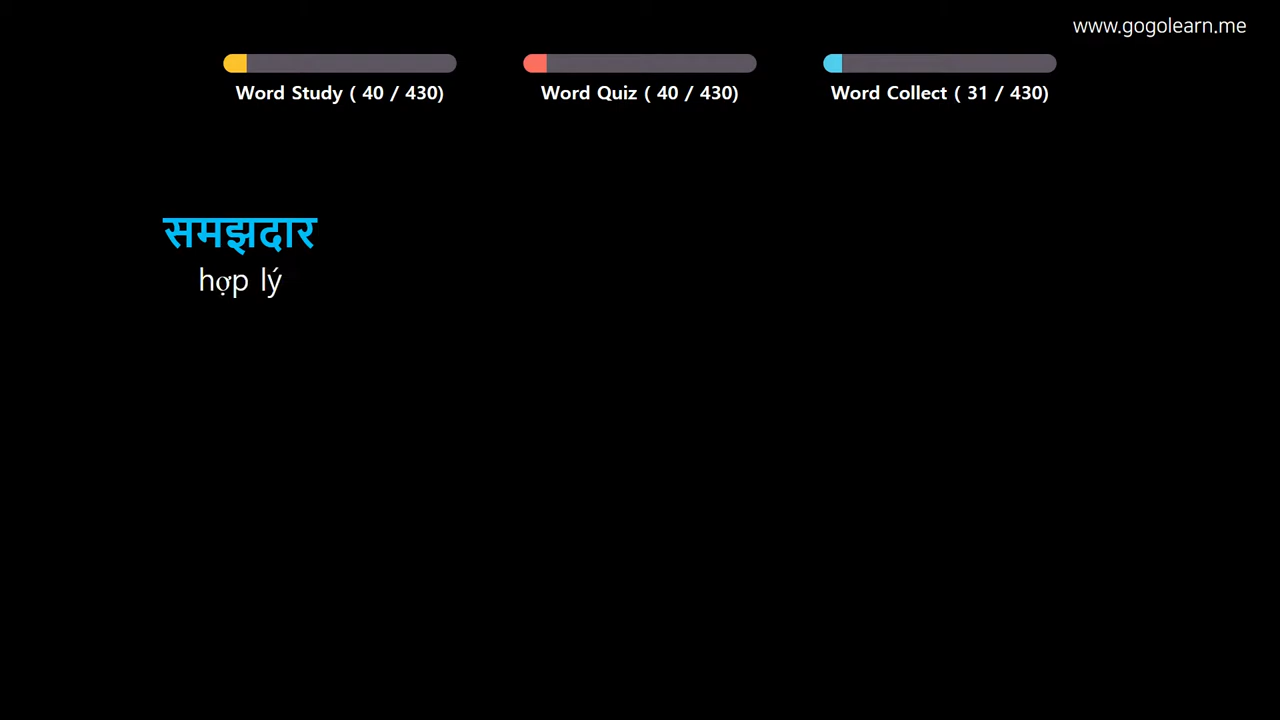 www.gogolearn.me
Word Study ( 40 / 430)
Word Quiz ( 40 / 430)
Word Collect ( 31 / 430)
समझदार
hợp lý